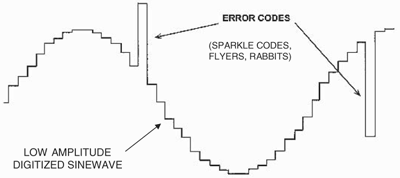 ERROR CODES
(SPARKLE CODES,
FLYERS, RABBITS)
LOW AMPLITUDE
DIGITIZED SINEWAVE